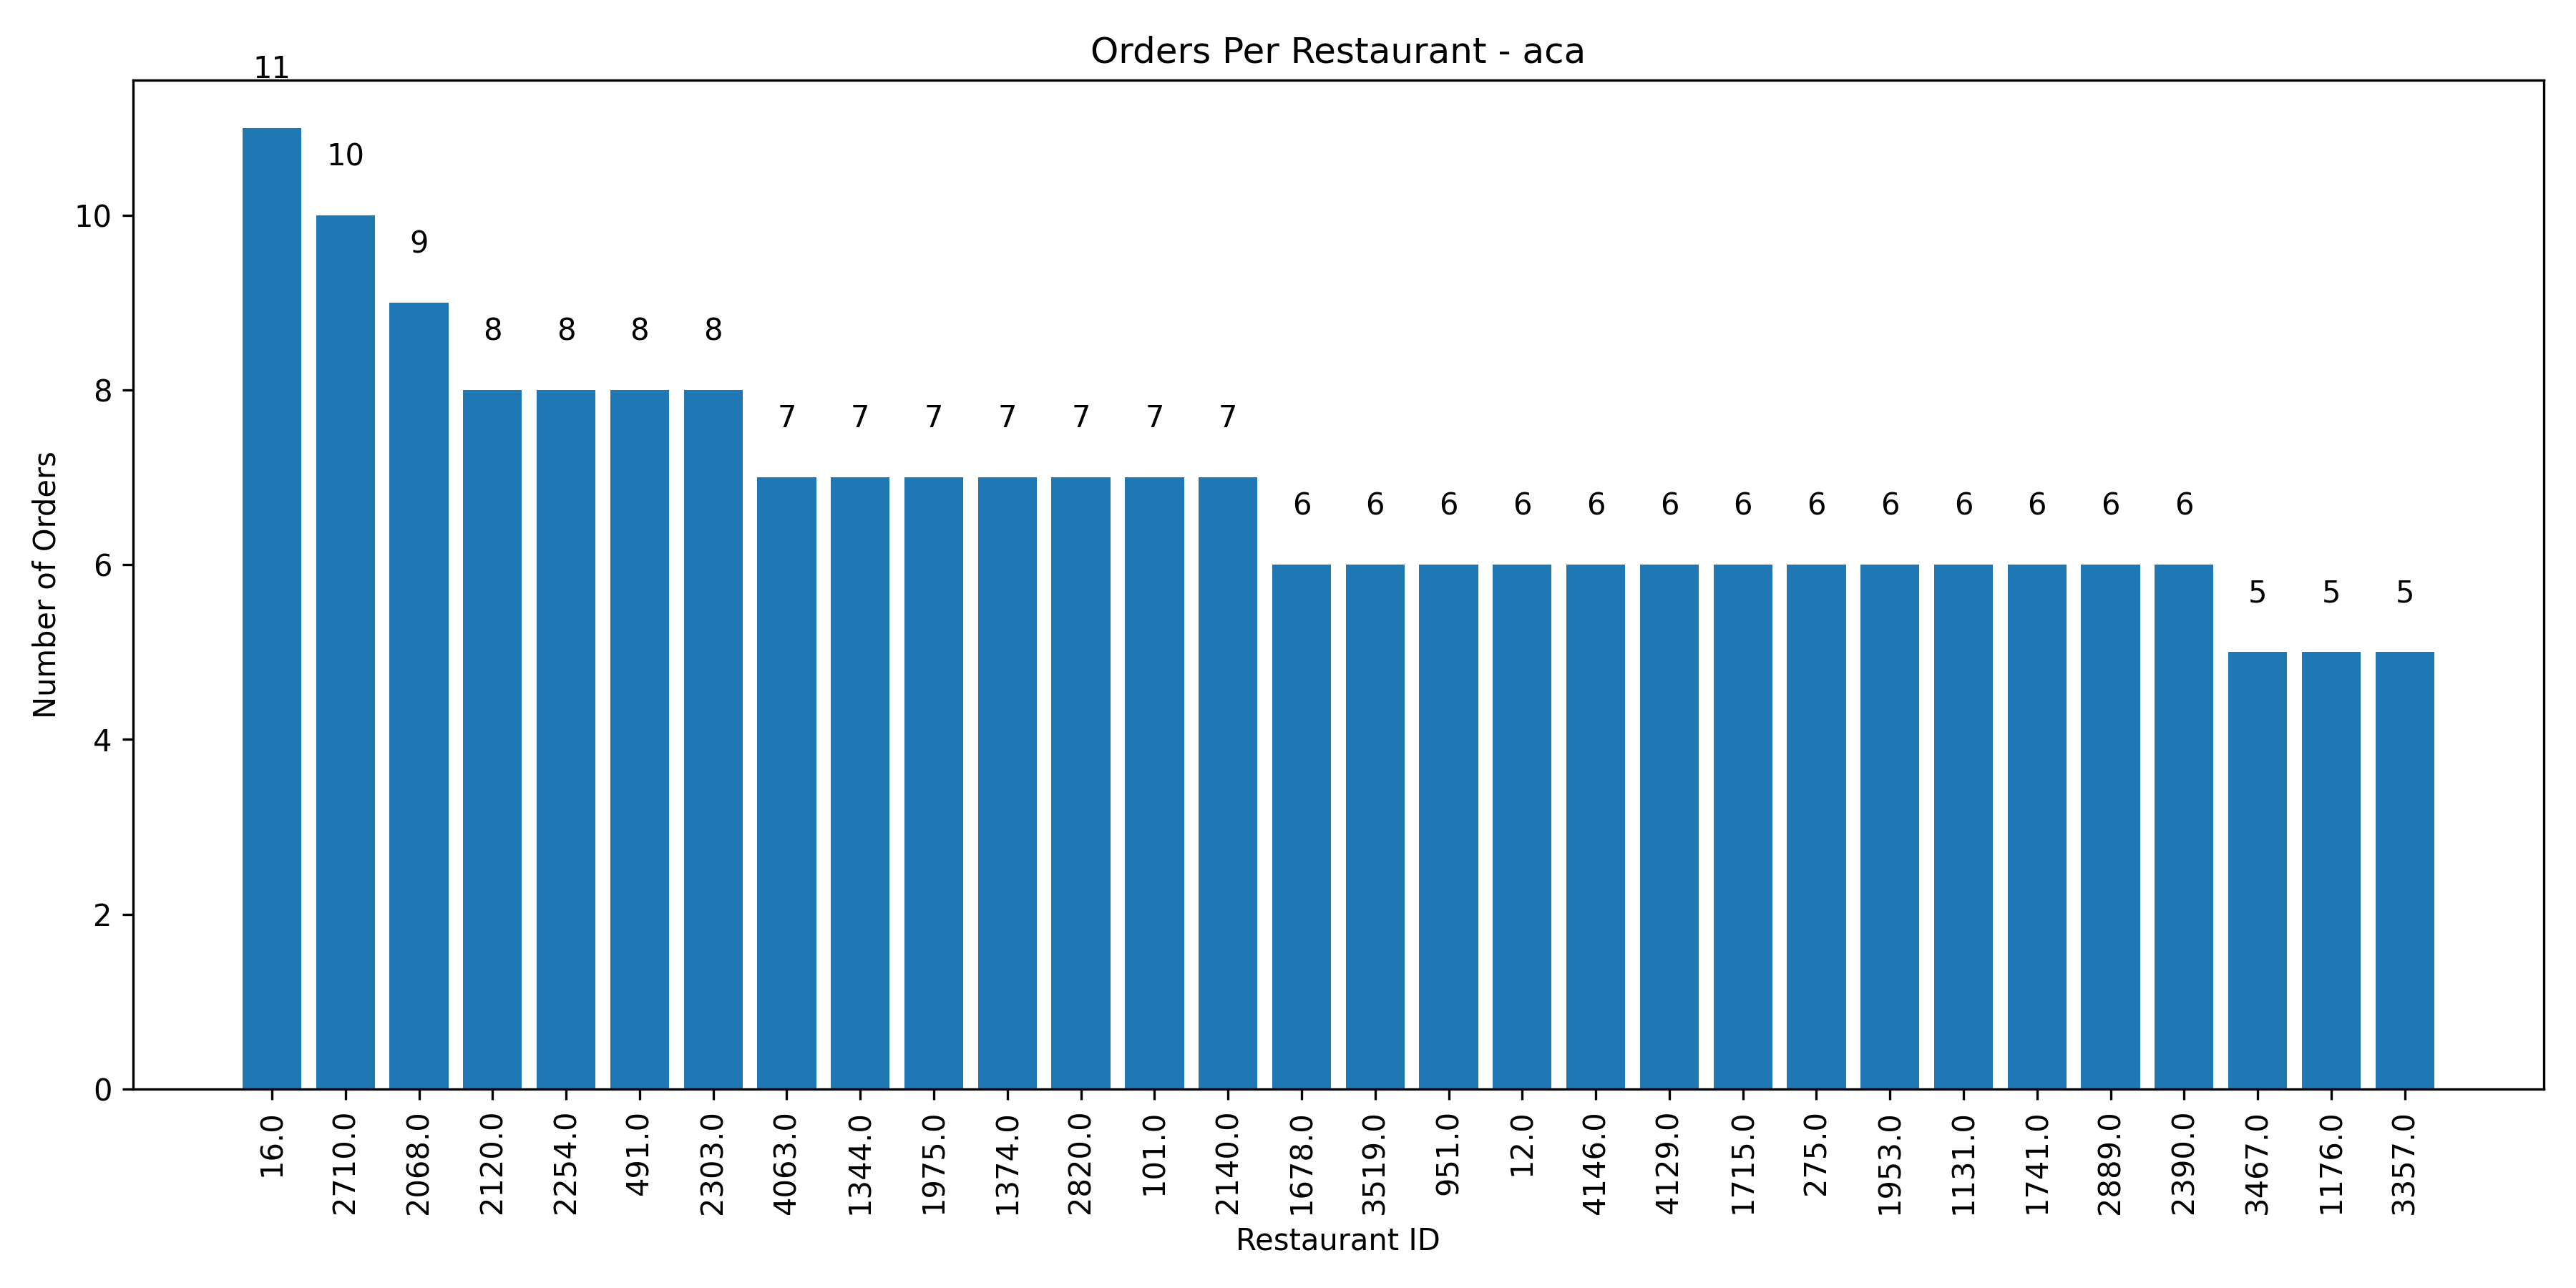 Orders Per Restaurant - aca
11
10
9
8 8 8 8
7 7 7 7 7 7 7
6 6 6 6 6 6 6 6 6 6 6 6 6
5 5 5
Number of Orders
10
8
6
4
2
0
16.0 2710.0 2068.0 2120.0 2254.0 491.0 2303.0 4063.0 1344.0 1975.0 1374.0 2820.0 101.0 2140.0 1678.0 3519.0 951.0 12.0 4146.0 4129.0 1715.0 275.0 1953.0 1131.0 1741.0 2889.0 2390.0 3467.0 1176.0 3357.0
Restaurant ID